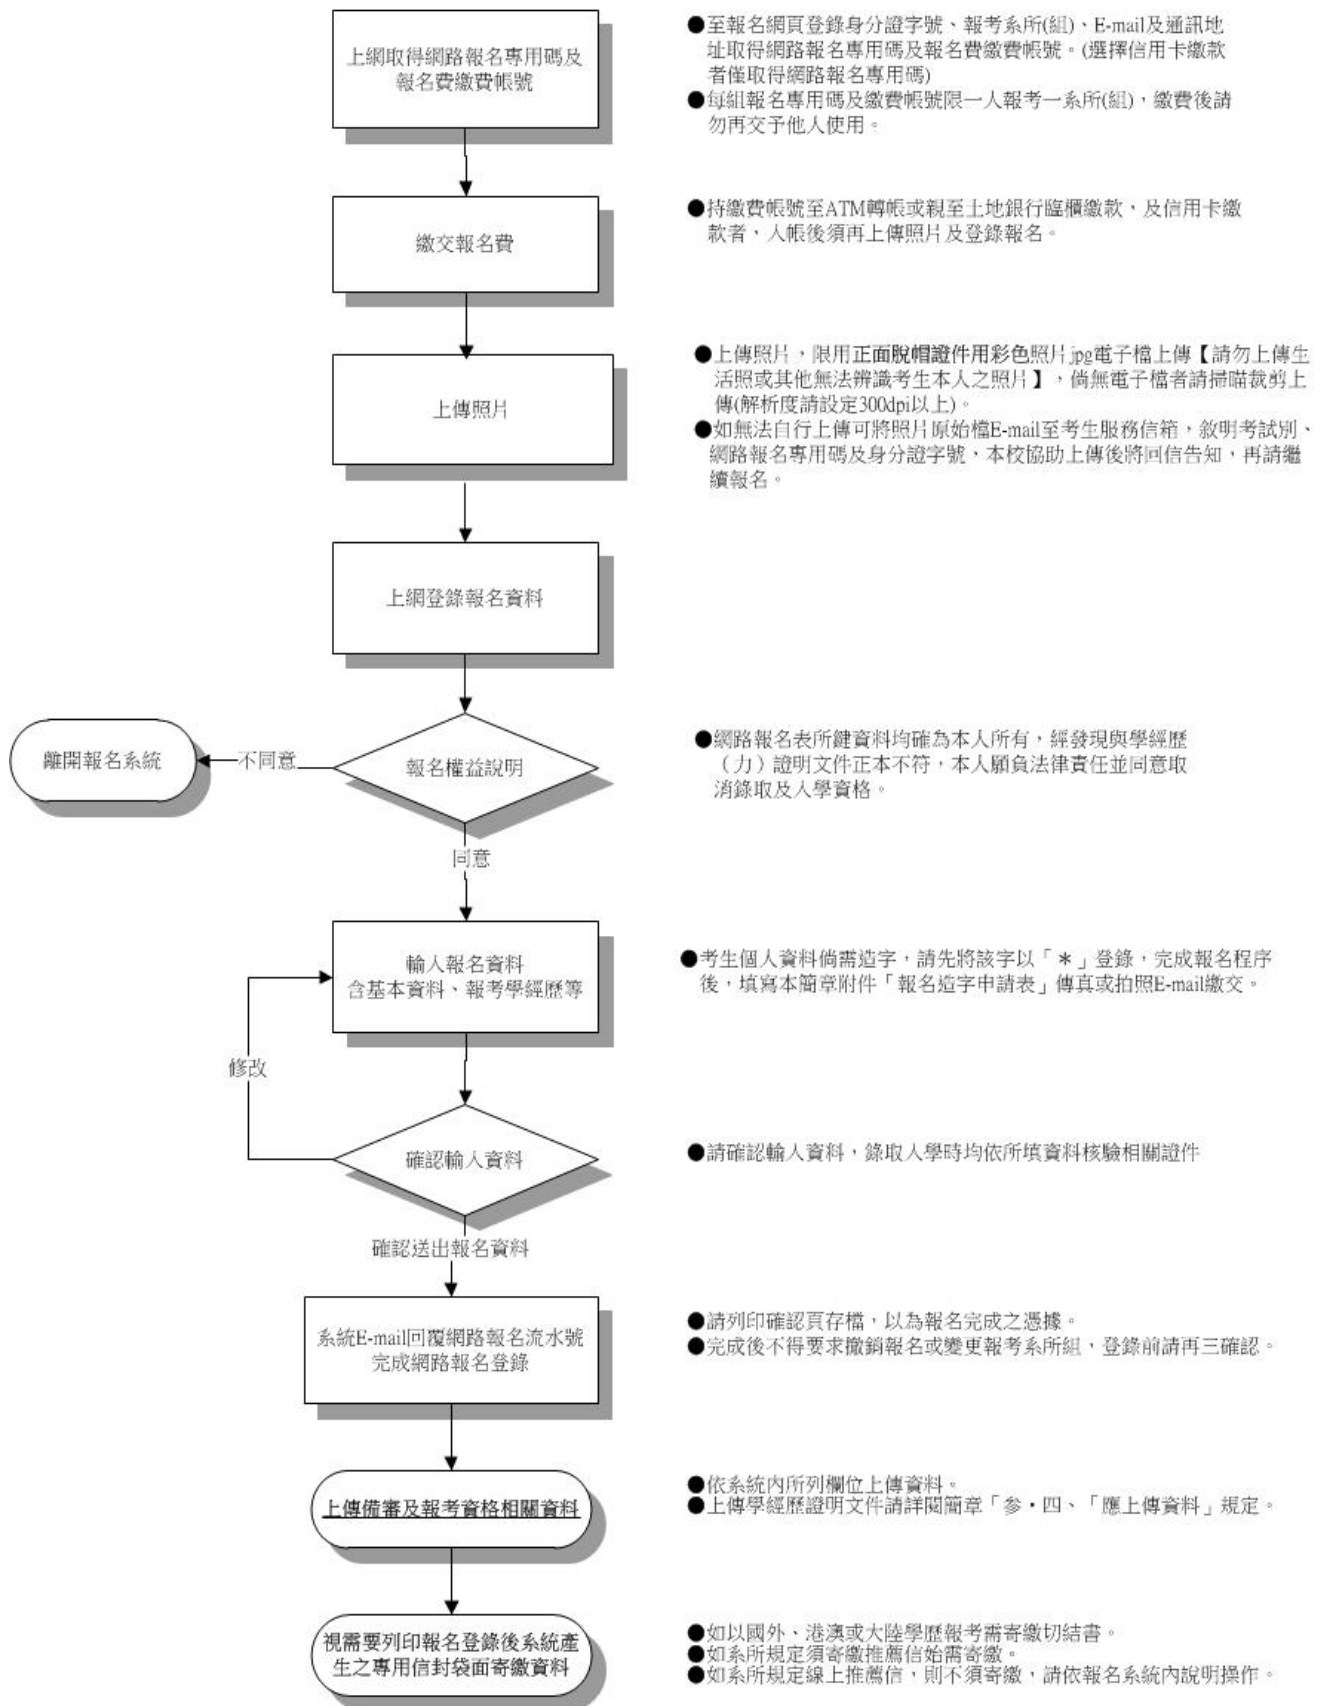 上網取得網路報名專用碼及
報名費繳費帳號
●至報名網頁登錄身分證字號、報考系所(組)、E-mail及通訊地
址取得網路報名專用碼及報名費繳費帳號。(選擇信用卡繳款
者僅取得網路報名專用碼)
●每組報名專用碼及繳費帳號限一人報考一系所(組)，繳費後請
勿再交予他人使用。
繳交報名費
●持繳費帳號至ATM轉帳或親至土地銀行臨櫃繳款，及信用卡繳
款者，入帳後須再上傳照片及登錄報名。
上傳照片
●上傳照片，限用正面脫帽證件用彩色照片jpg電子檔上傳【請勿上傳生
活照或其他無法辨識考生本人之照片】，倘無電子檔者請掃瞄裁剪上
傳(解析度請設定300dpi以上)。
●如無法自行上傳可將照片原始檔E-mail至考生服務信箱，敘明考試別、
網路報名專用碼及身分證字號，本校協助上傳後將回信告知，再請繼
續報名。
上網登錄報名資料
離開報名系統
不同意
報名權益說明
●網路報名表所鍵資料均確為本人所有，經發現與學經歷
（力）證明文件正本不符，本人願負法律責任並同意取
消錄取及入學資格。
同意
輸入報名資料
含基本資料、報考學經歷等
●考生個人資料倘需造字，請先將該字以「＊」登錄，完成報名程序
後，填寫本簡章附件「報名造字申請表」傳真或拍照E-mail繳交。
修改
確認輸入資料
●請確認輸入資料，錄取入學時均依所填資料核驗相關證件
確認送出報名資料
系統E-mail回覆網路報名流水號
完成網路報名登錄
●請列印確認頁存檔，以為報名完成之憑據。
●完成後不得要求撤銷報名或變更報考系所組，登錄前請再三確認。
上傳備審及報考資格相關資料
●依系統內所列欄位上傳資料。
●上傳學經歷證明文件請詳閱簡章「參‧四、「應上傳資料」規定。
視需要列印報名登錄後系統產
生之專用信封袋面寄繳資料
●如以國外、港澳或大陸學歷報考需寄繳切結書。
●如系所規定須寄繳推薦信始需寄繳。
●如系所規定線上推薦信，則不須寄繳，請依報名系統內說明操作。